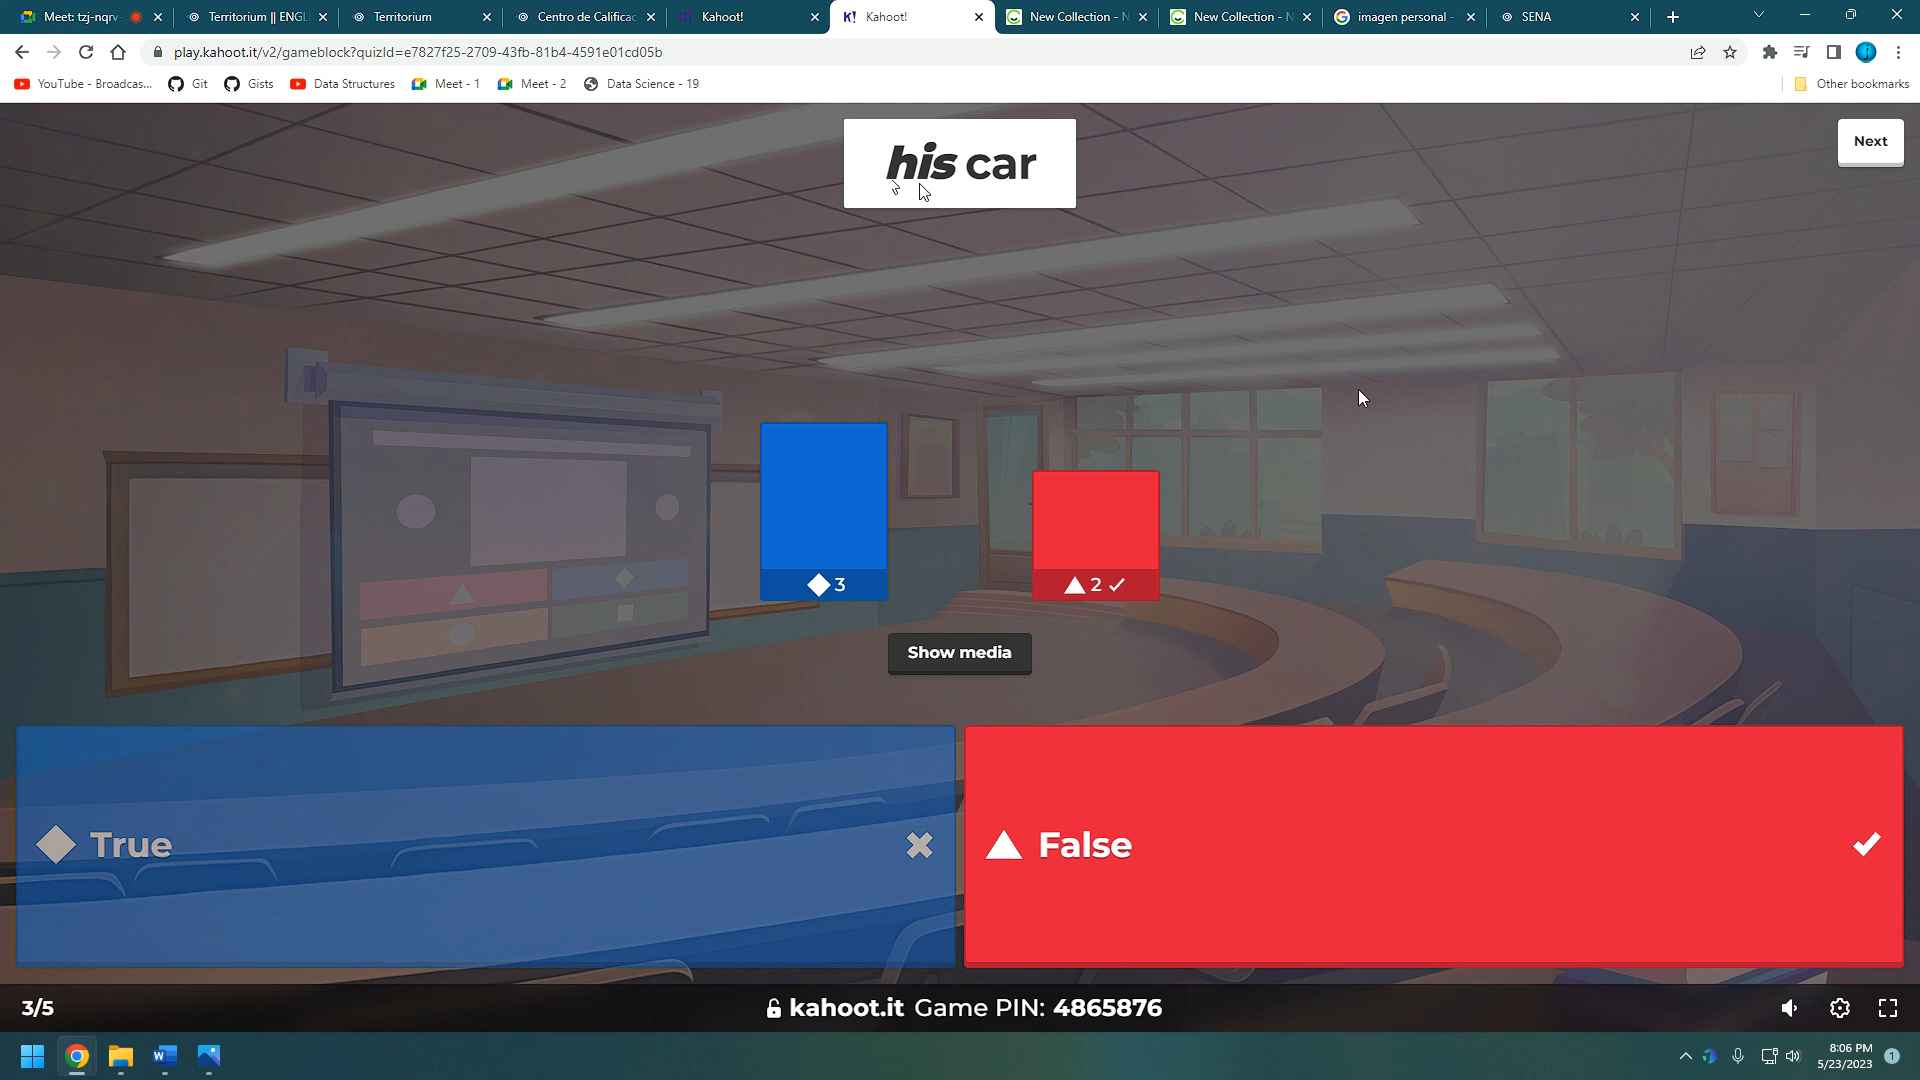 Meet: tzj-nqrv-
Territorium || ENGL
Territorium
Centro de Calificac
Kahoot!
Kahoot!
New Collection - N
New Collection - N
imagen personal -
SENA
play.kahoot.it/v2/gameblock?quizId=e7827f25-2709-43fb-81b4-4591e01cd05b
YouTube - Broadcas...
Git
Gists
Data Structures
Meet - 1
Meet - 2
Data Science - 19
Other bookmarks
his car
Next
3
2
Show media
True
False
3/5
kahoot.it Game PIN: 4865876
8:06 PM
5/23/2023
1